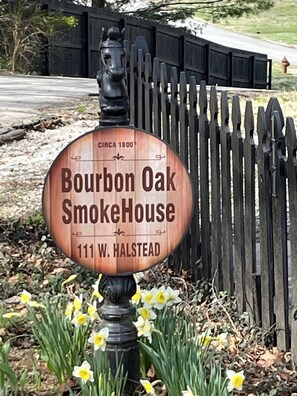 CIRCA 1800'
Bourbon Oak
SmokeHouse
111 W. HALSTEAD